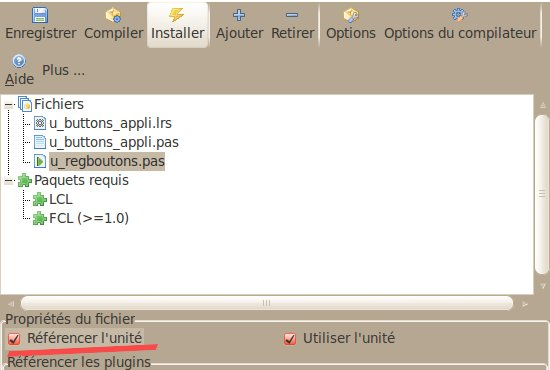 Enregistrer Compiler Installer Ajouter Retirer Options Options du compilateur
Aide Plus ...
Fichiers
u_buttons_appli.lrs
u_buttons_appli.pas
u_regboutons.pas
Paquets requis
LCL
FCL (>=1.0)
Propriétés du fichier
Référencer l'unité Utiliser l'unité
Référencer les plugins